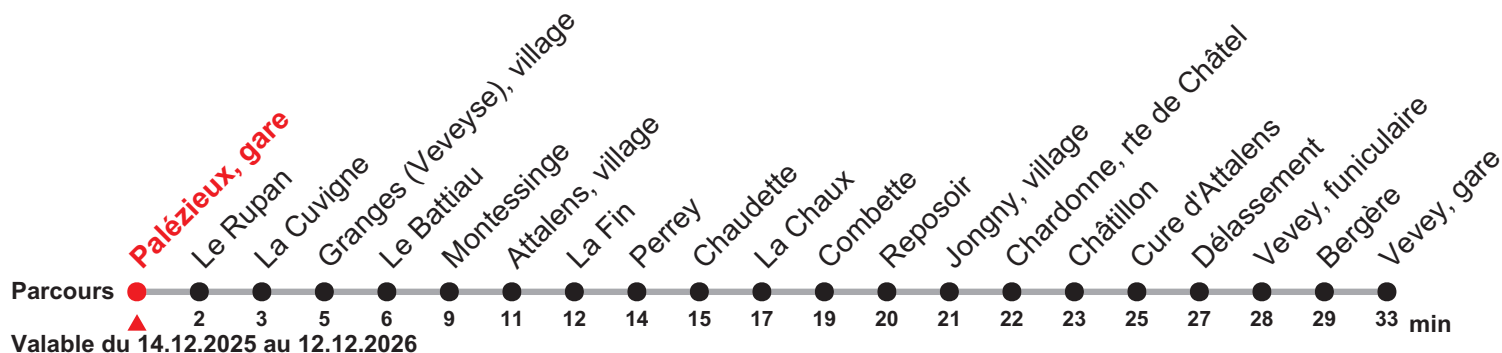 Palézieux, gare
Le Rupan
La Cuvigne
Granges (Veveyse), village
Le Battiau
Montessinge
Attalens, village
La Fin
Perrey
Chaudette
La Chaux
Combette
Reposoir
Jongny, village
Chardonne, rte de Châtel
Châtillon
Cure d'Attalens
Délassement
Vevey, funiculaire
Bergère
Vevey, gare
Parcours
2 3 5 6 9 11 12 14 15 17 19 20 21 22 23 25 27 28 29 33 min
Valable du 14.12.2025 au 12.12.2026